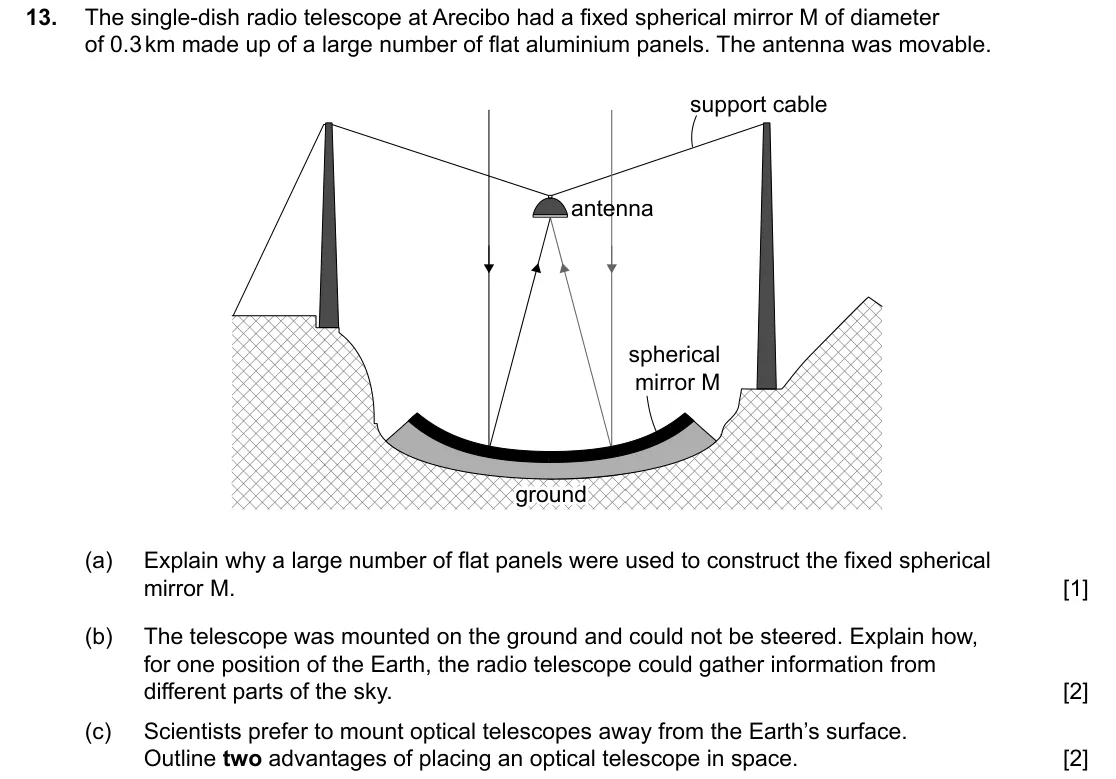 13. The single-dish radio telescope at Arecibo had a fixed spherical mirror M of diameter
of 0.3 km made up of a large number of flat aluminium panels. The antenna was movable.
support cable
antenna
spherical
mirror M
ground
(a) Explain why a large number of flat panels were used to construct the fixed spherical
mirror M. [1]
(b) The telescope was mounted on the ground and could not be steered. Explain how,
for one position of the Earth, the radio telescope could gather information from
different parts of the sky. [2]
(c) Scientists prefer to mount optical telescopes away from the Earth's surface.
Outline two advantages of placing an optical telescope in space. [2]